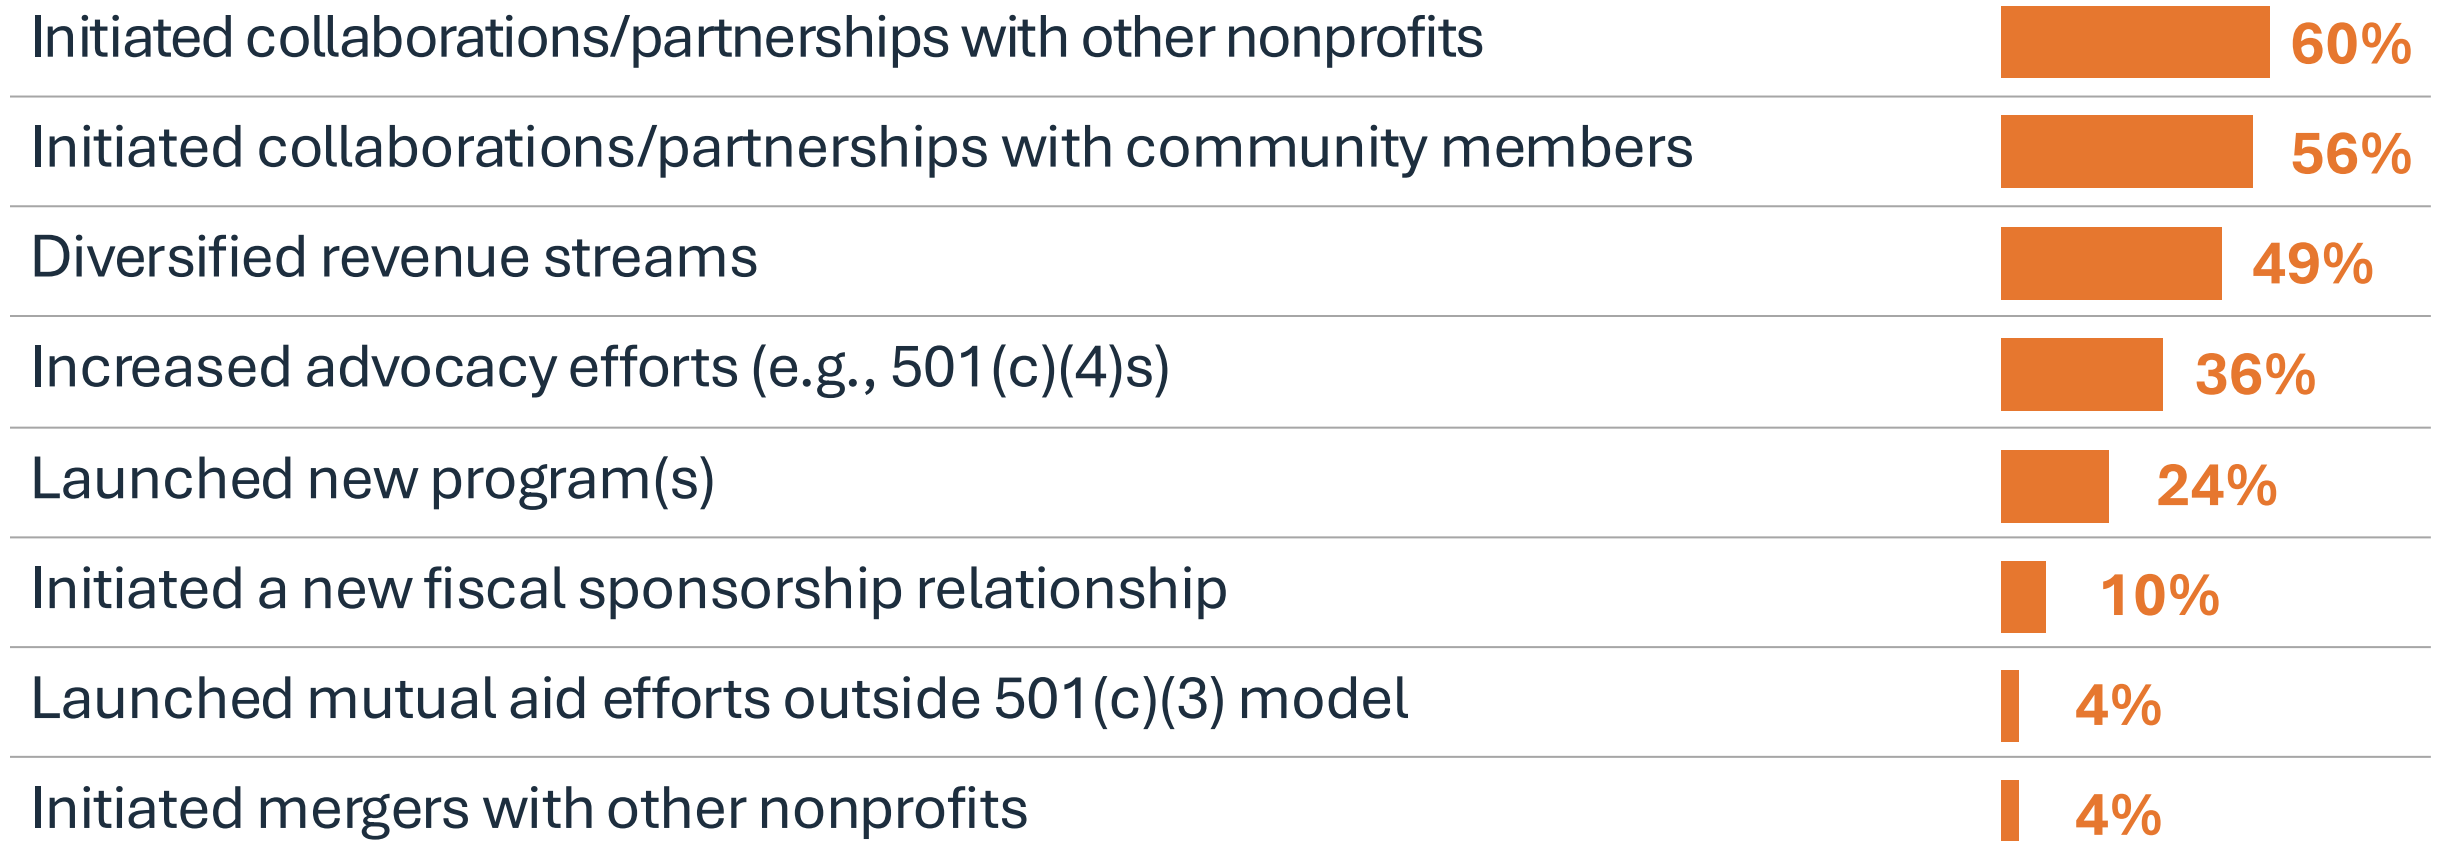 Initiated collaborations/partnerships with other nonprofits 60%
Initiated collaborations/partnerships with community members 56%
Diversified revenue streams 49%
Increased advocacy efforts (e.g., 501(c)(4)s) 36%
Launched new program(s) 24%
Initiated a new fiscal sponsorship relationship 10%
Launched mutual aid efforts outside 501(c)(3) model 4%
Initiated mergers with other nonprofits 4%